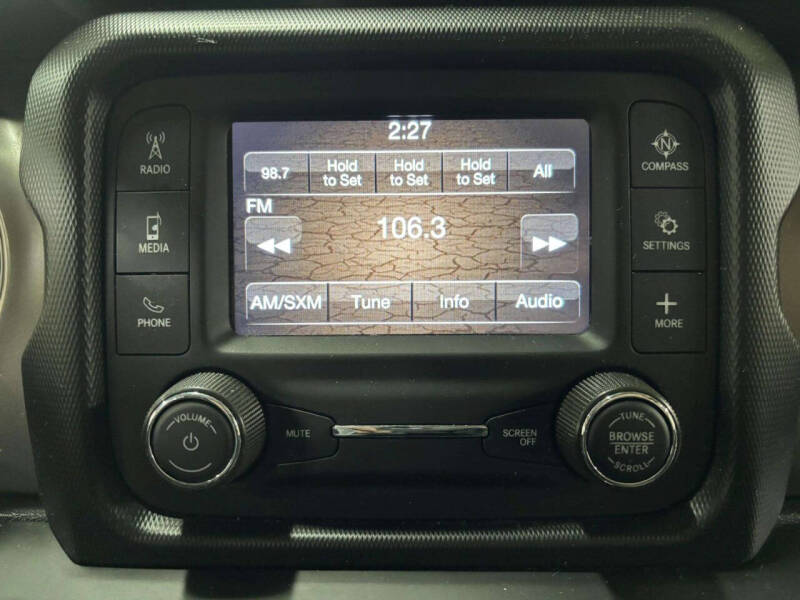 2:27
98.7
Hold to Set
Hold to Set
Hold to Set
All
FM
106.3
AM/SXM
Tune
Info
Audio
RADIO
MEDIA
PHONE
N
COMPASS
SETTINGS
MORE
VOLUME
MUTE
SCREEN OFF
TUNE
BROWSE
ENTER
SCROLL